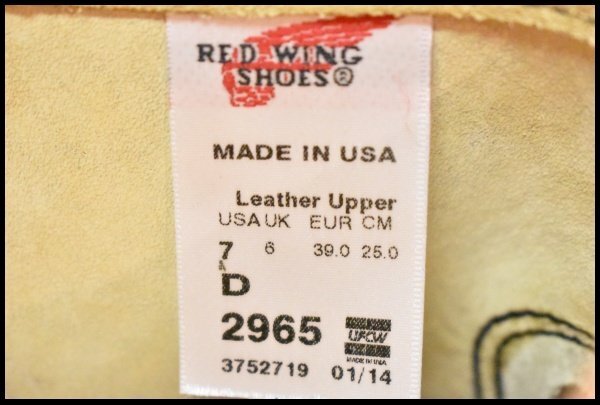 RED WING
SHOES®
MADE IN USA
Leather Upper
USA UK EUR CM
7 6 39.0 25.0
D
2965
UFCW
MADE IN USA
3752719 01/14